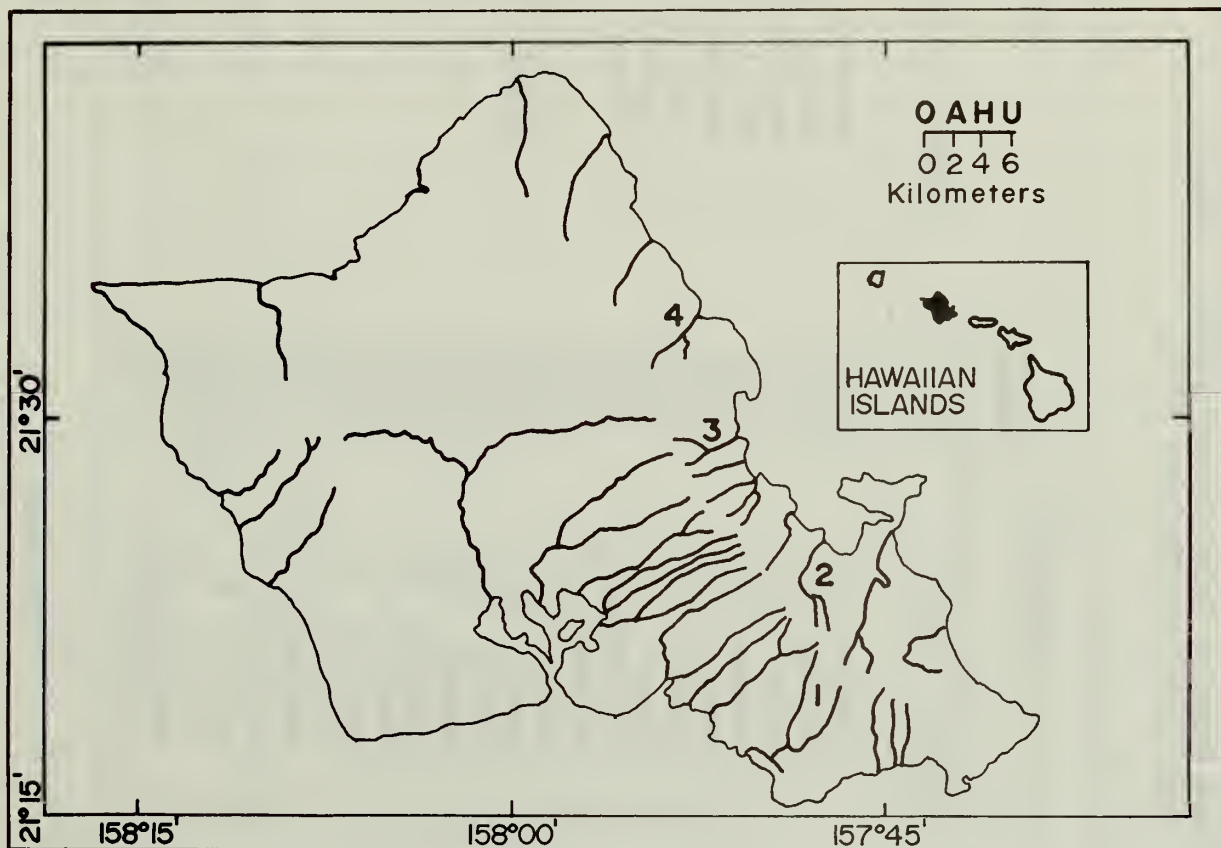 OAHU
0 2 4 6
Kilometers
4
HAWAIIAN
ISLANDS
21°30'
3
2
1
21°15'
158°15'
158°00'
157°45'